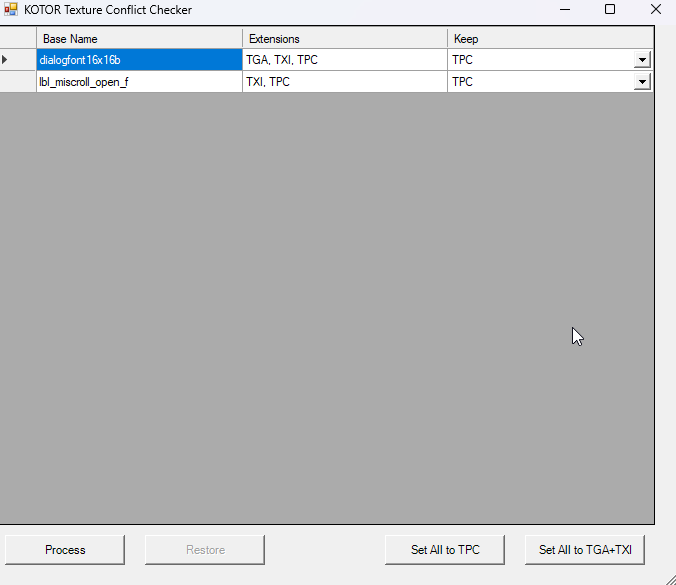 KOTOR Texture Conflict Checker
Base Name Extensions Keep
dialogfont16x16b TGA, TXI, TPC TPC
lbl_miscroll_open_f TXI, TPC TPC
Process Restore Set All to TPC Set All to TGA+TXI